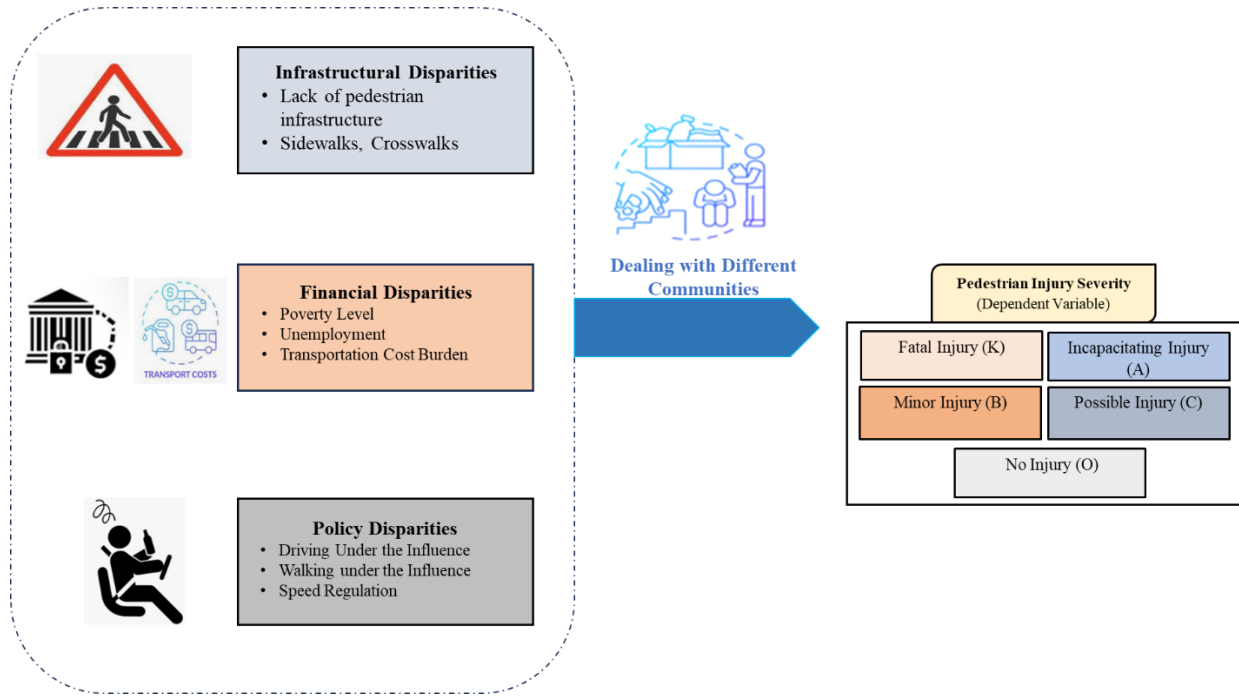 Infrastructural Disparities
• Lack of pedestrian
infrastructure
• Sidewalks, Crosswalks
TRANSPORT COSTS
Financial Disparities
• Poverty Level
• Unemployment
• Transportation Cost Burden
Policy Disparities
• Driving Under the Influence
• Walking under the Influence
• Speed Regulation
Dealing with Different
Communities
Pedestrian Injury Severity
(Dependent Variable)
Fatal Injury (K)
Incapacitating Injury
(A)
Minor Injury (B)
Possible Injury (C)
No Injury (O)